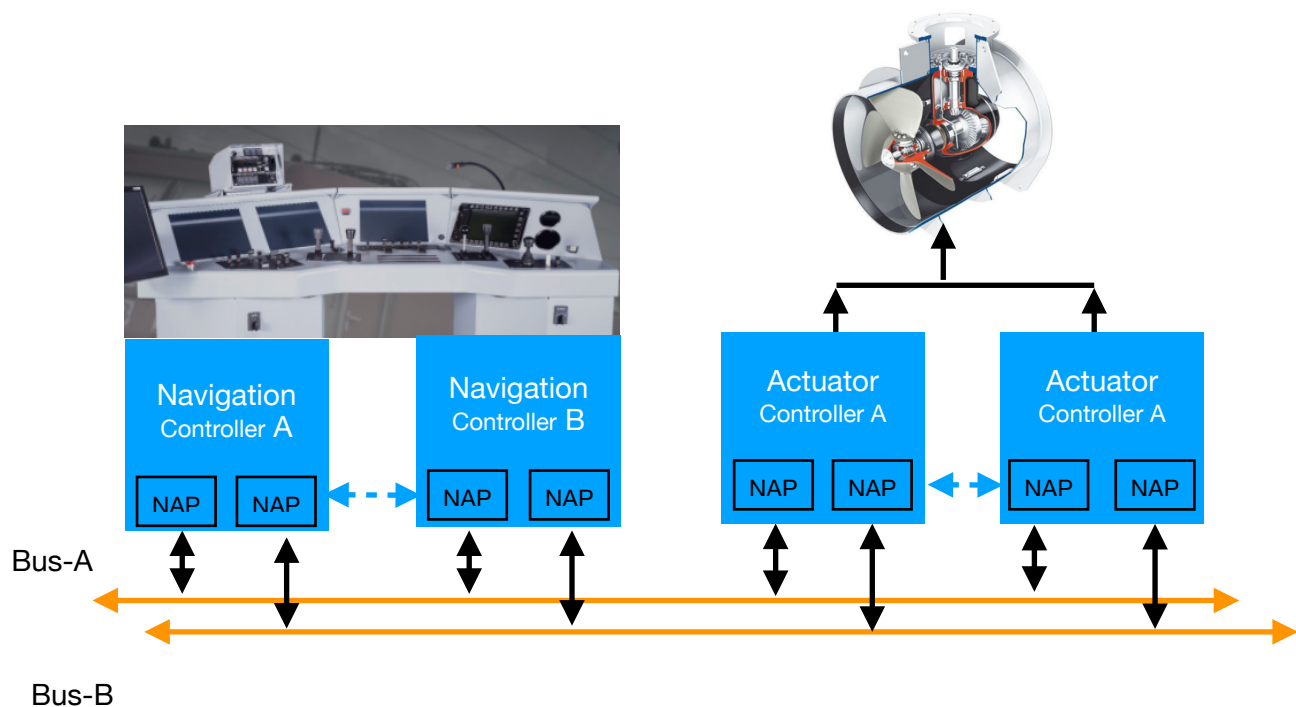 Navigation
Controller A
Navigation
Controller B
Actuator
Controller A
Actuator
Controller A
NAP
NAP
NAP
NAP
NAP
NAP
NAP
NAP
Bus-A
Bus-B